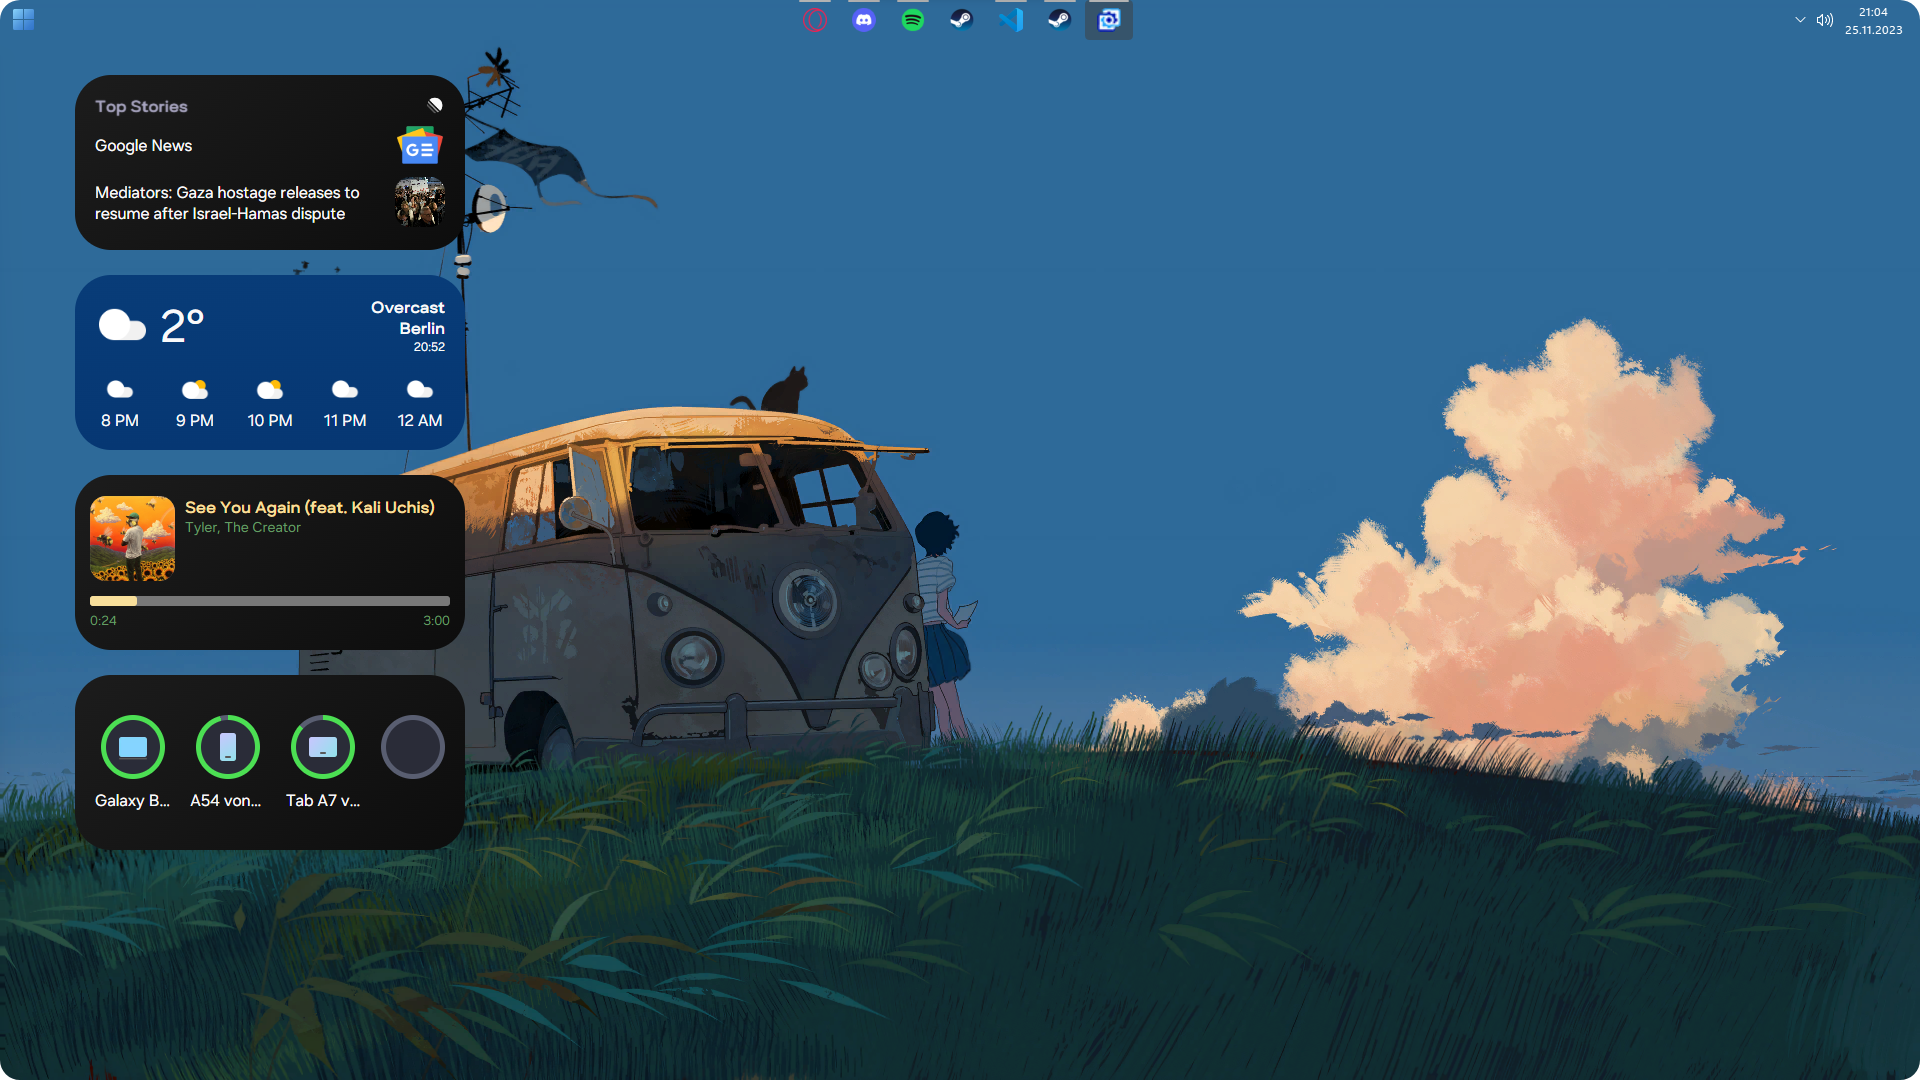 21:04
25.11.2023
Top Stories
Google News
GE
Mediators: Gaza hostage releases to
resume after Israel-Hamas dispute
2°
Overcast
Berlin
20:52
8 PM
9 PM
10 PM
11 PM
12 AM
See You Again (feat. Kali Uchis)
Tyler, The Creator
0:24
3:00
Galaxy B...
A54 von...
Tab A7 v...